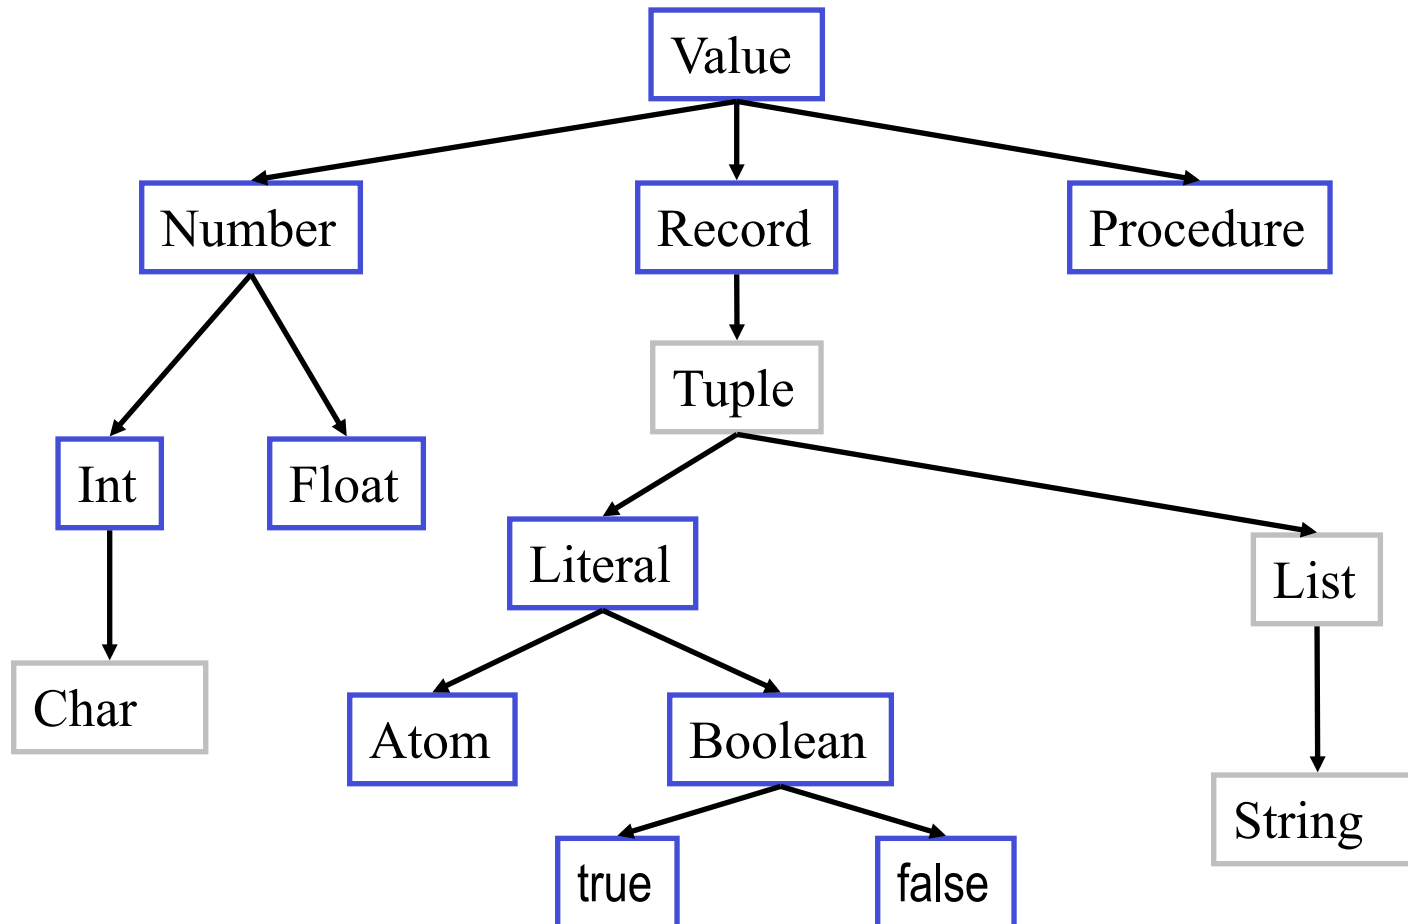 Value
Number
Record
Procedure
Tuple
Int
Float
Literal
List
Char
Atom
Boolean
String
true
false